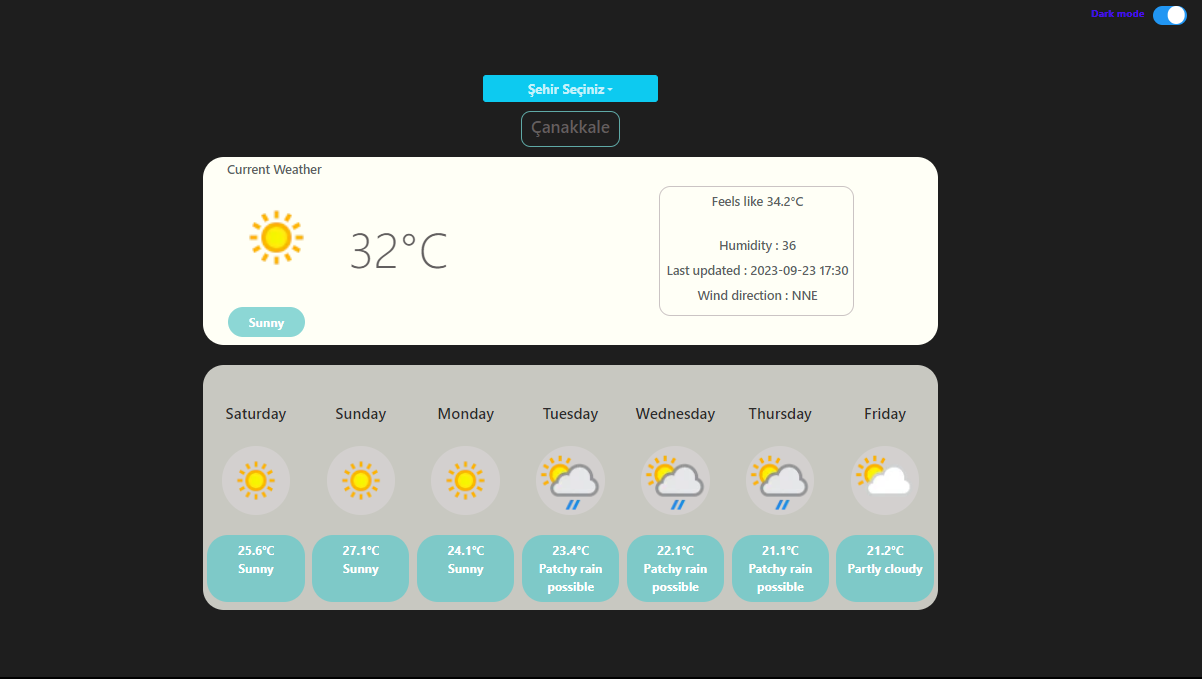 Dark mode
Şehir Seçiniz
Çanakkale
Current Weather
32°C
Sunny
Feels like 34.2°C
Humidity : 36
Last updated : 2023-09-23 17:30
Wind direction : NNE
Saturday Sunday Monday Tuesday Wednesday Thursday Friday
25.6°C 27.1°C 24.1°C 23.4°C 22.1°C 21.1°C 21.2°C
Sunny Sunny Sunny Patchy rain Patchy rain Patchy rain Partly cloudy
possible possible possible